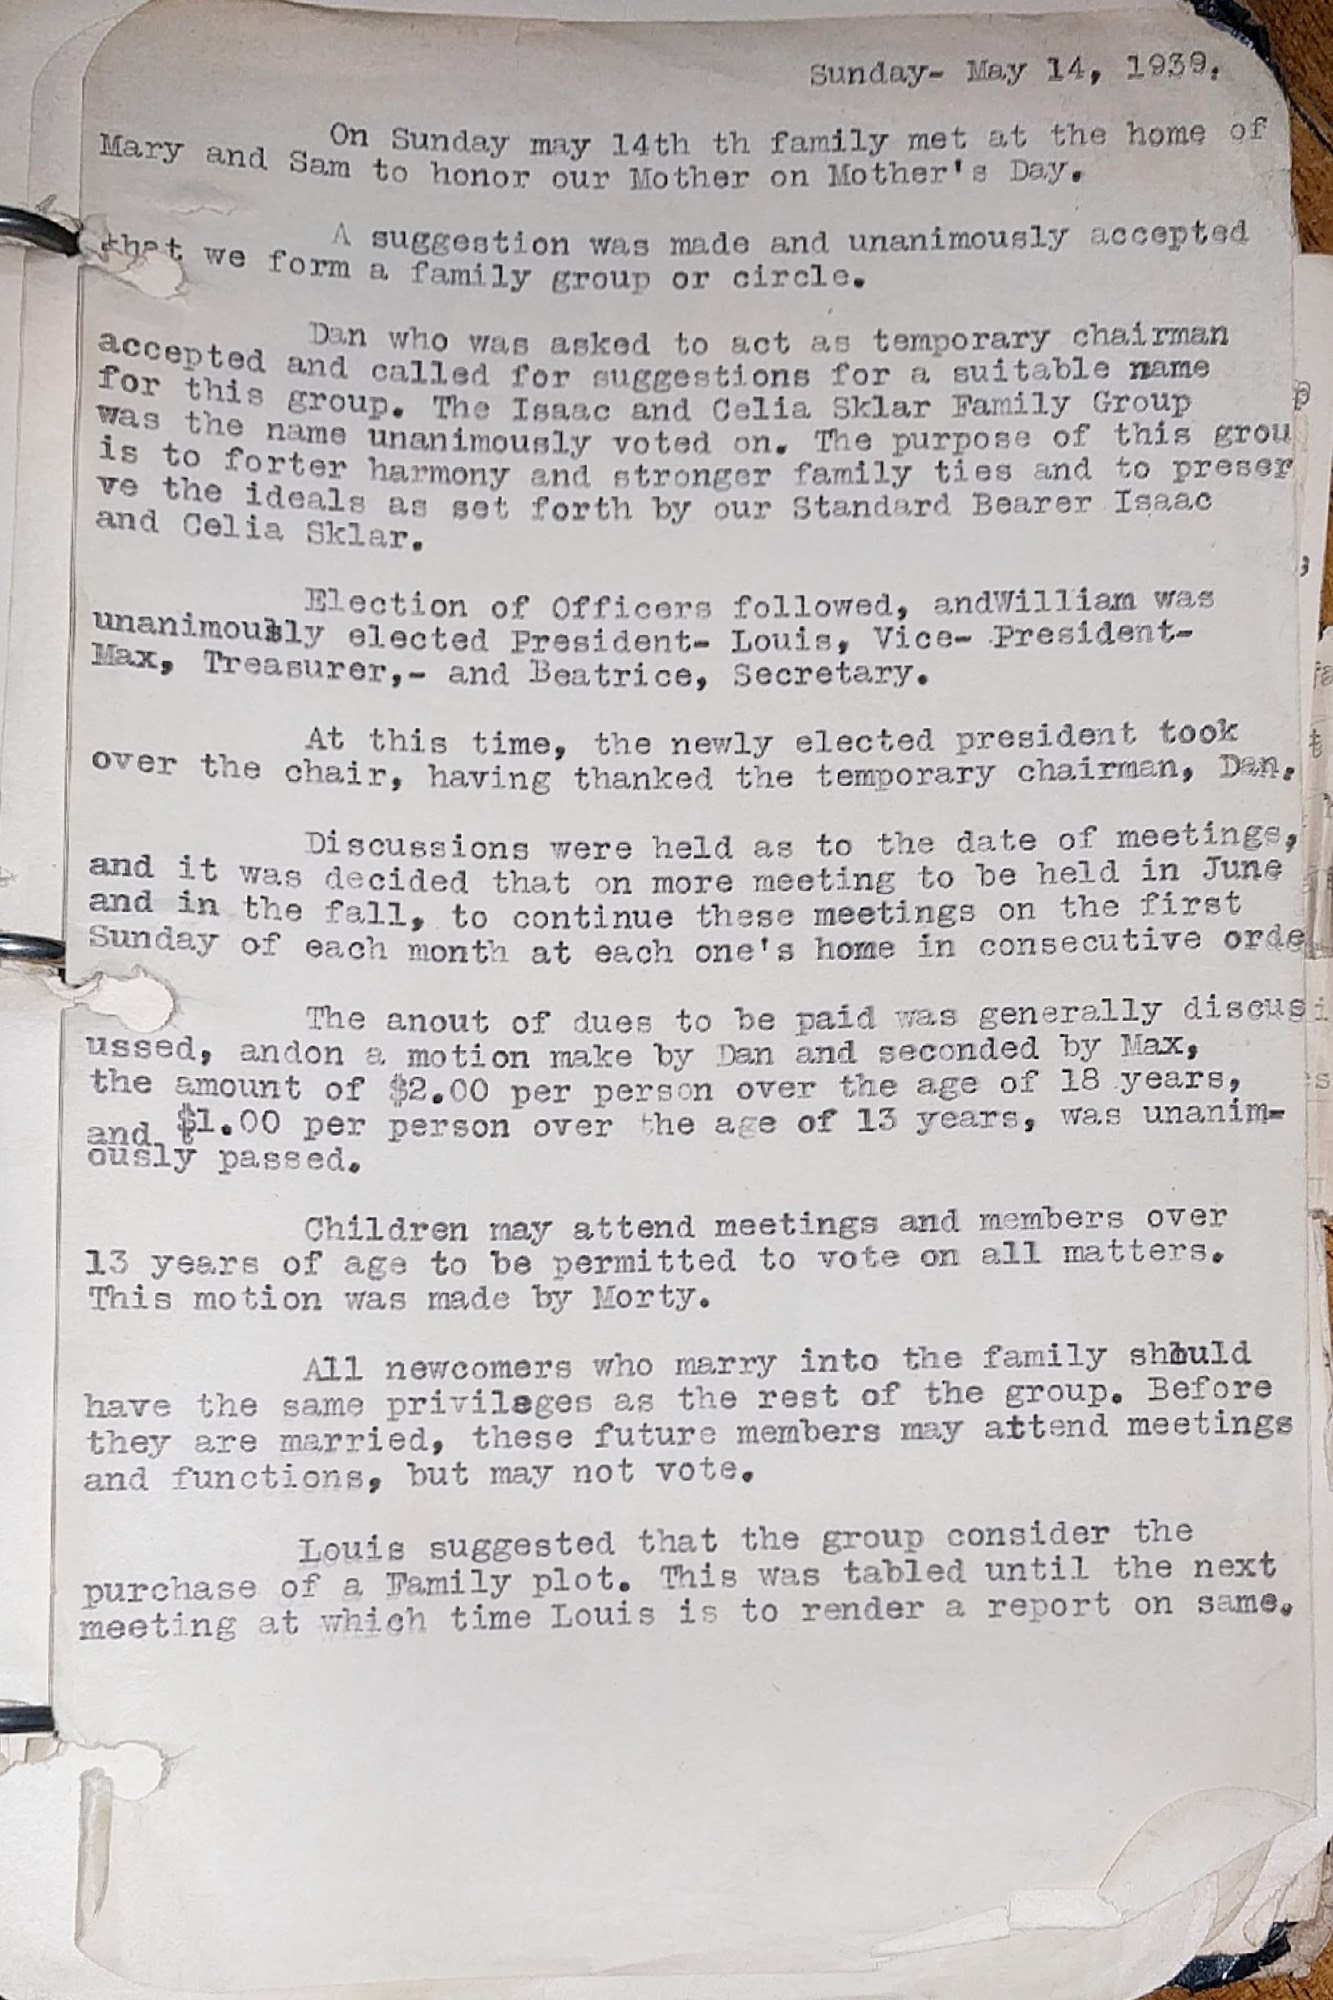 Sunday- May 14, 1939.
On Sunday may 14th th family met at the home of
Mary and Sam to honor our Mother on Mother's Day.
A suggestion was made and unanimously accepted
that we form a family group or circle.
Dan who was asked to act as temporary chairman
accepted and called for suggestions for a suitable name
for this group. The Isaac and Celia Sklar Family Group
was the name unanimously voted on. The purpose of this grou
is to forter harmony and stronger family ties and to preser
ve the ideals as set forth by our Standard Bearer Isaac
and Celia Sklar.
Election of Officers followed, andWilliam was
unanimously elected President- Louis, Vice- President-
Max, Treasurer,- and Beatrice, Secretary.
At this time, the newly elected president took
over the chair, having thanked the temporary chairman, Dan.
Discussions were held as to the date of meetings,
and it was decided that on more meeting to be held in June
and in the fall, to continue these meetings on the first
Sunday of each month at each one's home in consecutive orde
The anout of dues to be paid was generally discus
ussed, andon a motion make by Dan and seconded by Max,
the amount of $2.00 per person over the age of 18 years,
and $1.00 per person over the age of 13 years, was unanim-
ously passed.
Children may attend meetings and members over
13 years of age to be permitted to vote on all matters.
This motion was made by Morty.
All newcomers who marry into the family should
have the same privileges as the rest of the group. Before
they are married, these future members may attend meetings
and functions, but may not vote.
Louis suggested that the group consider the
purchase of a Family plot. This was tabled until the next
meeting at which time Louis is to render a report on same.